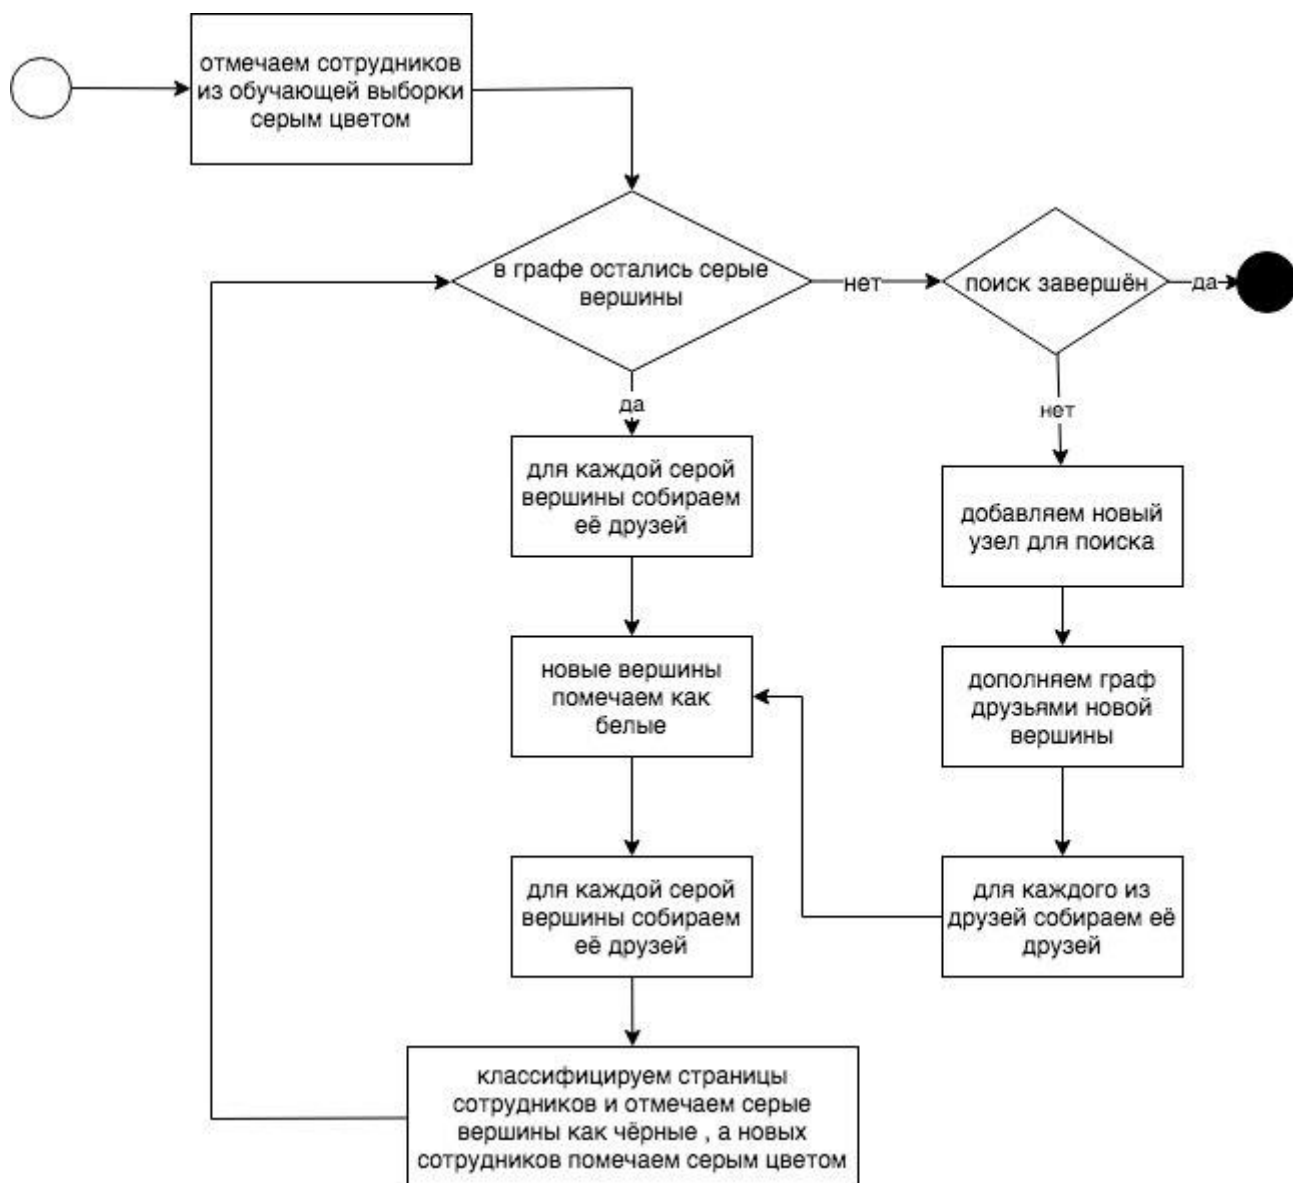 отмечаем сотрудников
из обучающей выборки
серым цветом
в графе остались серые
вершины
нет
поиск завершён
да
да
нет
для каждой серой
вершины собираем
её друзей
добавляем новый
узел для поиска
новые вершины
помечаем как
белые
дополняем граф
друзьями новой
вершины
для каждой серой
вершины собираем
её друзей
для каждого из
друзей собираем её
друзей
классифицируем страницы
сотрудников и отмечаем серые
вершины как чёрные , а новых
сотрудников помечаем серым цветом